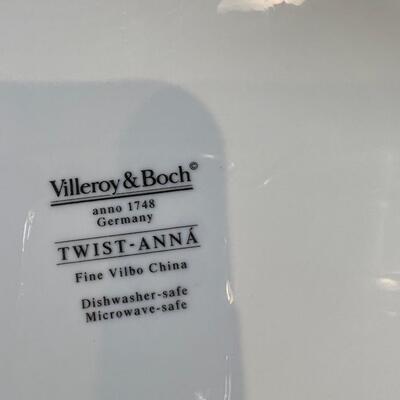 Villeroy & Boch©
anno 1748
Germany
TWIST-ANNÁ
Fine Vilbo China
Dishwasher-safe
Microwave-safe